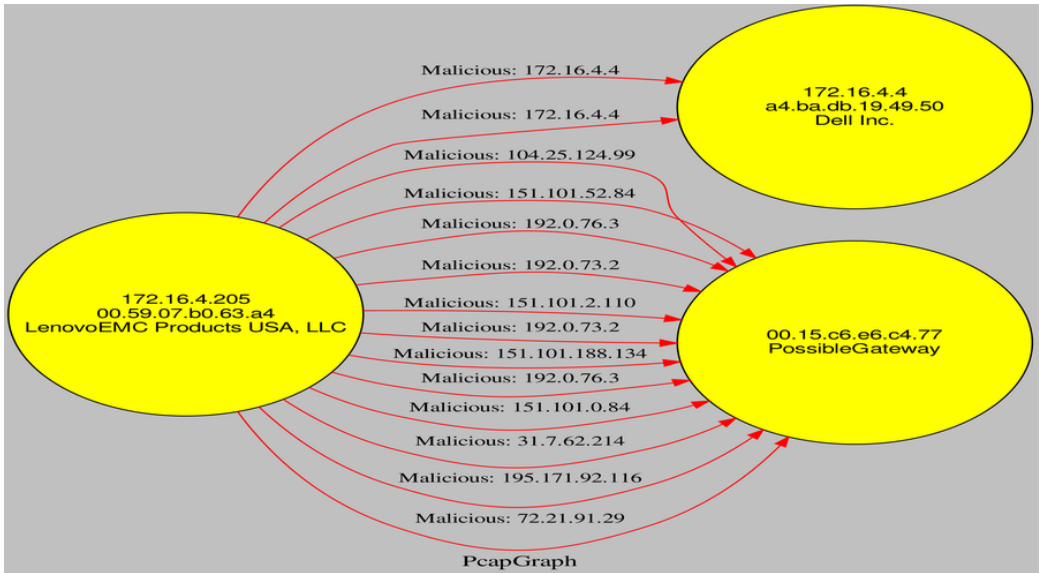 Malicious: 172.16.4.4
172.16.4.4
a4.ba.db.19.49.50
Dell Inc.
Malicious: 172.16.4.4
Malicious: 104.25.124.99
Malicious: 151.101.52.84
Malicious: 192.0.76.3
Malicious: 192.0.73.2
172.16.4.205
00.59.07.b0.63.a4
LenovoEMC Products USA, LLC
Malicious: 151.101.2.110
Malicious: 192.0.73.2
00.15.c6.e6.c4.77
PossibleGateway
Malicious: 151.101.188.134
Malicious: 192.0.76.3
Malicious: 151.101.0.84
Malicious: 31.7.62.214
Malicious: 195.171.92.116
Malicious: 72.21.91.29
PcapGraph